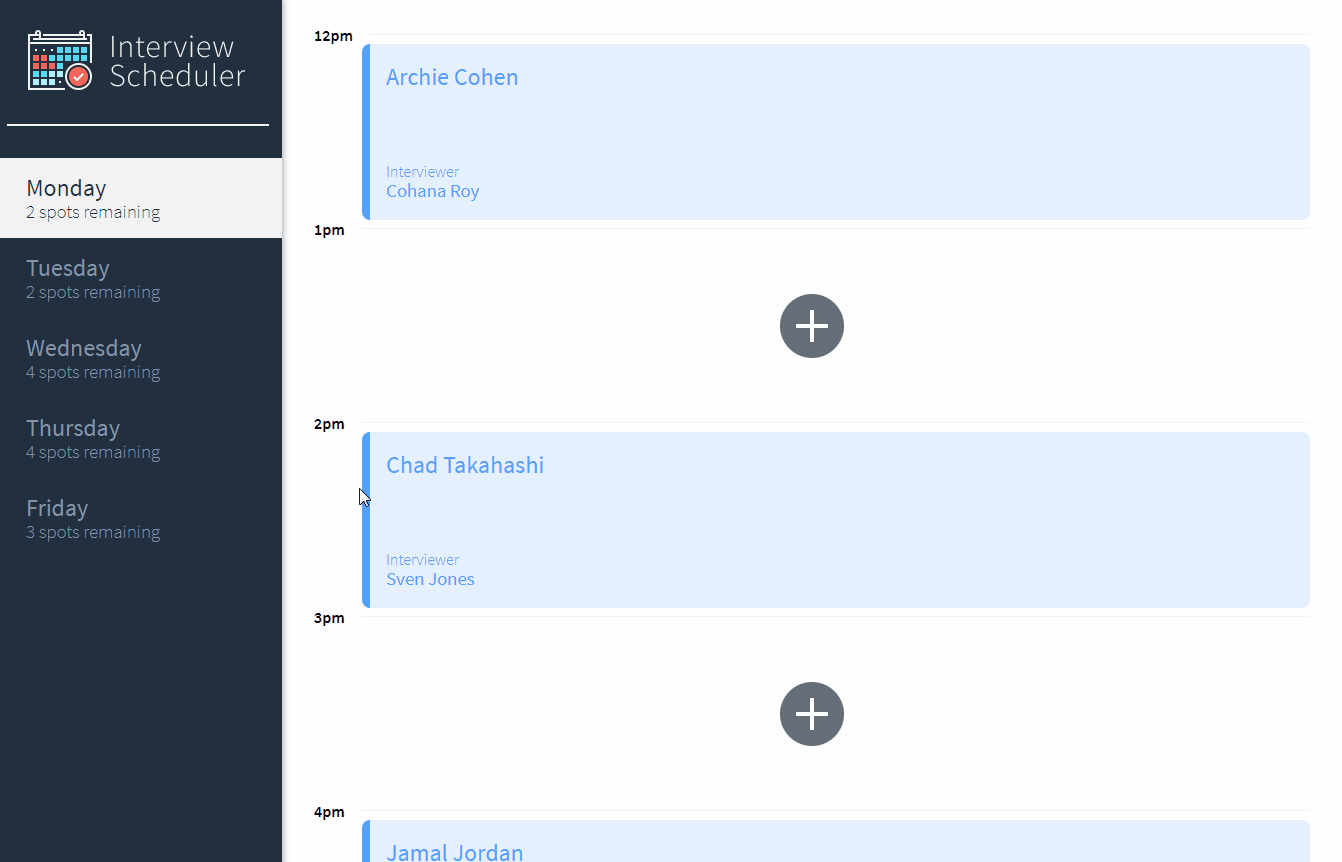 Interview
Scheduler
Monday
2 spots remaining
Tuesday
2 spots remaining
Wednesday
4 spots remaining
Thursday
4 spots remaining
Friday
3 spots remaining
12pm
Archie Cohen
Interviewer
Cohana Roy
1pm
2pm
Chad Takahashi
Interviewer
Sven Jones
3pm
4pm
Jamal Jordan